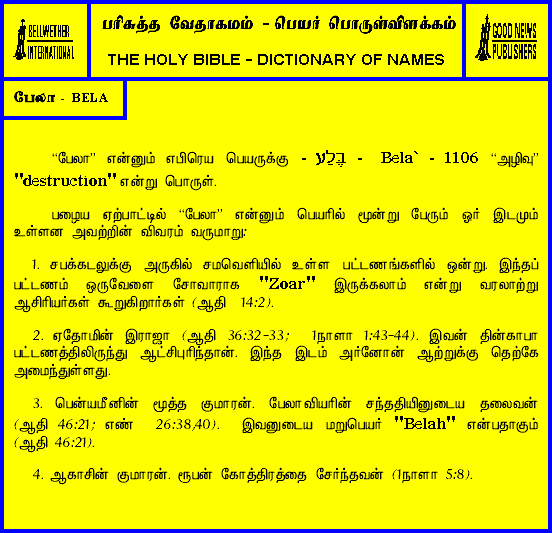 BELLWETHER
INTERNATIONAL
பரிசுத்த வேதாகமம் - பெயர் பொருள்விளக்கம்
THE HOLY BIBLE - DICTIONARY OF NAMES
GOOD NEWS
PUBLISHERS
பேலா - BELA
“பேலா” என்னும் எபிரெய பெயருக்கு - בֶּלַע - Bela` - 1106 “அழிவு”
"destruction" என்று பொருள்.
பழைய ஏற்பாட்டில் “பேலா” என்னும் பெயரில் மூன்று பேரும் ஓர் இடமும்
உள்ளன அவற்றின் விவரம் வருமாறு:
1. சபக்கடலுக்கு அருகில் சமவெளியில் உள்ள பட்டணங்களில் ஒன்று. இந்தப்
பட்டணம் ஒருவேளை சோவாராக "Zoar" இருக்கலாம் என்று வரலாற்று
ஆசிரியர்கள் கூறுகிறார்கள் (ஆதி 14:2).
2. ஏதோமின் இராஜா (ஆதி 36:32-33; 1நாளா 1:43-44). இவன் தின்காபா
பட்டணத்திலிருந்து ஆட்சிபுரிந்தான். இந்த இடம் அர்னோன் ஆற்றுக்கு தெற்கே
அமைந்துள்ளது.
3. பென்யமீனின் மூத்த குமாரன். பேலாவியரின் சந்ததியினுடைய தலைவன்
(ஆதி 46:21; எண் 26:38,40). இவனுடைய மறுபெயர் "Belah" என்பதாகும்
(ஆதி 46:21).
4. ஆகாசின் குமாரன். ரூபன் கோத்திரத்தை சேர்ந்தவன் (1நாளா 5:8).